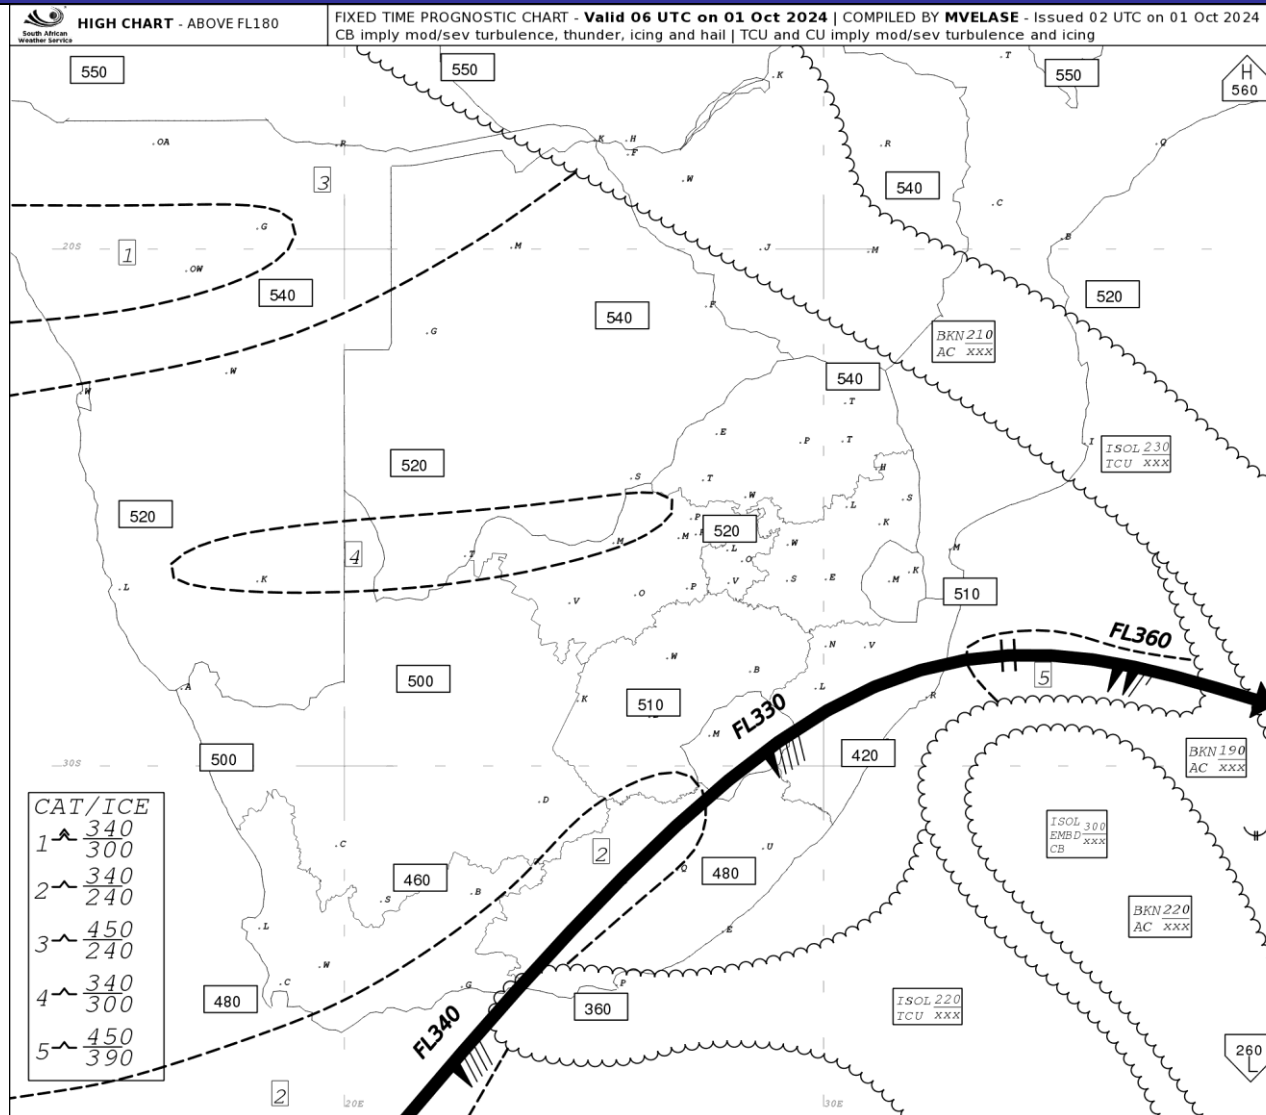 South African
Weather Service
HIGH CHART - ABOVE FL180
FIXED TIME PROGNOSTIC CHART - Valid 06 UTC on 01 Oct 2024 | COMPILED BY MVELASE - Issued 02 UTC on 01 Oct 2024
CB imply mod/sev turbulence, thunder, icing and hail | TCU and CU imply mod/sev turbulence and icing
550
550
550
H
560
.T
.K
.OA
.R
K
.H
.F
.R
.Q
3
.W
540
.C
.G
20S
1
.M
.J
.M
.B
.OW
540
540
.F
520
.G
BKN 210
AC xxx
.W
W
540
.T
.E
.P
.T
I
520
ISOL 230
TCU xxx
.S
.T
.H
.W
.S
520
.P
520
.L
.K
4
.T
.M
.M
.L
.W
.M
.O
.K
.L
.K
.V
.O
.P
.V
.S
.E
.M
.K
510
FL360
.W
.N
.V
500
.B
5
.A
.K
510
.L
.R
FL330
.M
500
420
BKN 190
AC xxx
30S
CAT/ICE
1 340
300
2 340
240
3 450
240
4 340
300
5 450
390
.D
ISOL
EMBD 300
CB xxx
.C
2
.U
460
.Q
480
.S
.B
BKN 220
AC xxx
.L
.E
.W
.C
.G
.P
480
360
ISOL 220
TCU xxx
FL340
260
L
2
20E
30E